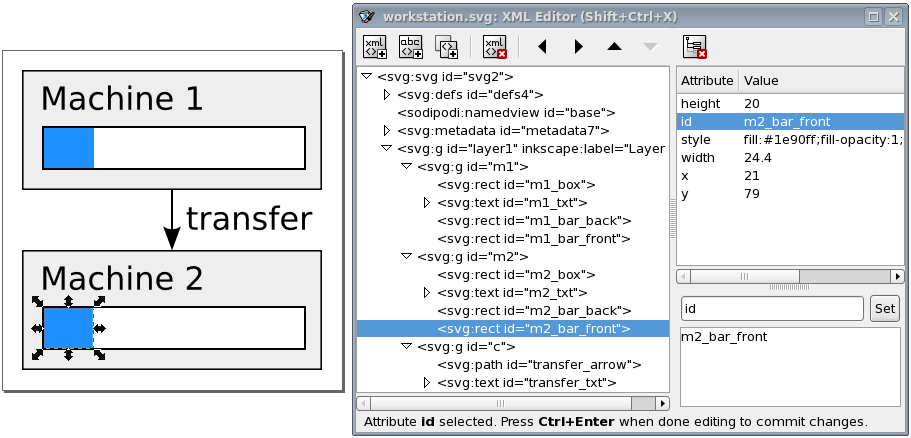 Machine 1
transfer
Machine 2
workstation.svg: XML Editor (Shift+Ctrl+X)
xml
abc
<>
xml
<svg:svg id="svg2">
<svg:defs id="defs4">
<sodipodi:namedview id="base">
<svg:metadata id="metadata7">
<svg:g id="layer1" inkscape:label="Layer
<svg:g id="m1">
<svg:rect id="m1_box">
<svg:text id="m1_txt">
<svg:rect id="m1_bar_back">
<svg:rect id="m1_bar_front">
<svg:g id="m2">
<svg:rect id="m2_box">
<svg:text id="m2_txt">
<svg:rect id="m2_bar_back">
<svg:rect id="m2_bar_front">
<svg:g id="c">
<svg:path id="transfer_arrow">
<svg:text id="transfer_txt">
Attribute Value
height 20
id m2_bar_front
style fill:#1e90ff;fill-opacity:1;
width 24.4
x 21
y 79
id Set
m2_bar_front
Attribute id selected. Press Ctrl+Enter when done editing to commit changes.